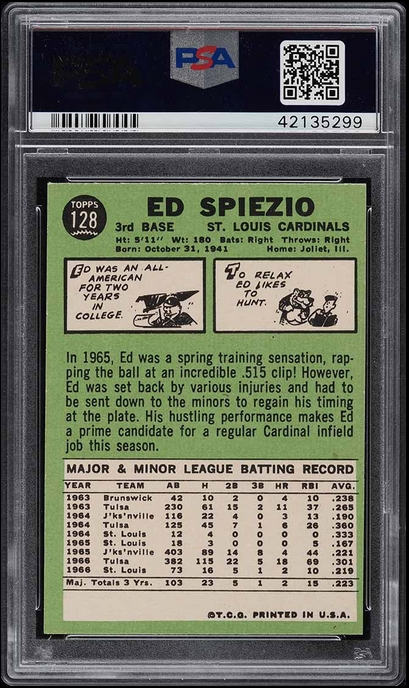 PSA
42135299
TOPPS
128
ED SPIEZIO
3rd BASE ST. LOUIS CARDINALS
Ht: 5'11" Wt: 180 Bats: Right Throws: Right
Born: October 31, 1941 Home: Joliet, Ill.
ED WAS AN ALL-
AMERICAN
FOR TWO
YEARS
IN
COLLEGE.
TO RELAX
ED LIKES
TO
HUNT.
In 1965, Ed was a spring training sensation, rap-
ping the ball at an incredible .515 clip! However,
Ed was set back by various injuries and had to
be sent down to the minors to regain his timing
at the plate. His hustling performance makes Ed
a prime candidate for a regular Cardinal infield
job this season.
MAJOR & MINOR LEAGUE BATTING RECORD
YEAR TEAM AB H 2B 3B HR RBI AVG.
1963 Brunswick 42 10 2 0 4 10 .238
1963 Tulsa 230 61 15 2 11 37 .265
1964 J'ks'nville 116 22 4 0 3 13 .190
1964 Tulsa 125 45 7 1 6 26 .360
1964 St. Louis 12 4 0 0 0 0 .333
1965 St. Louis 18 3 0 0 0 5 .167
1965 J'ks'nville 403 89 14 8 4 44 .221
1966 Tulsa 382 115 22 5 18 69 .301
1966 St. Louis 73 16 5 1 2 10 .219
Maj. Totals 3 Yrs. 103 23 5 1 2 15 .223
©T.C.G. PRINTED IN U.S.A.